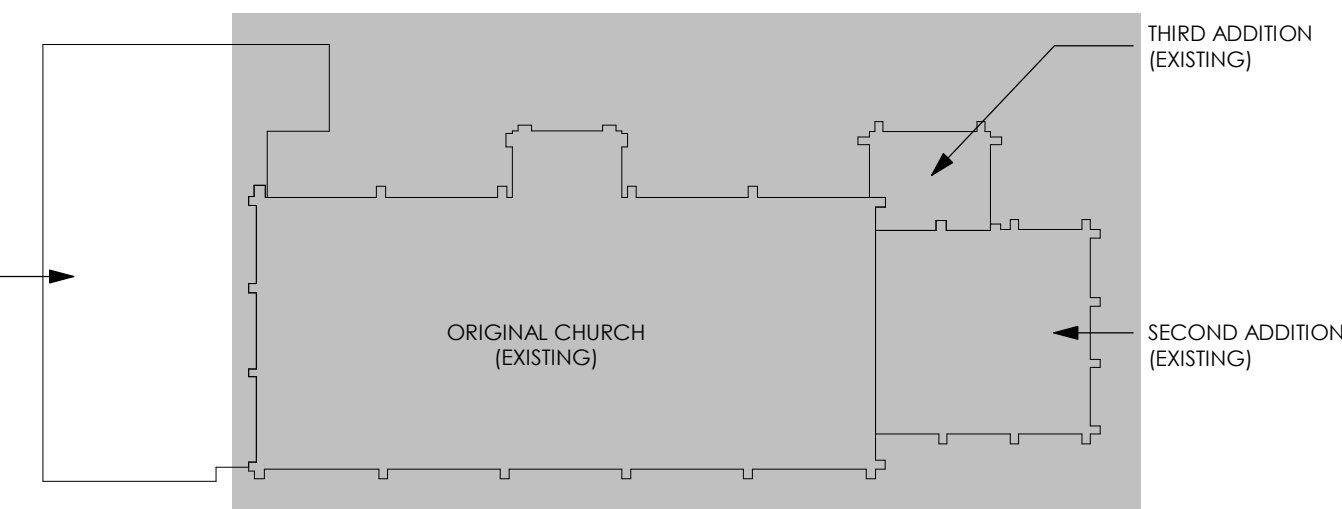 THIRD ADDITION
(EXISTING)
ORIGINAL CHURCH
(EXISTING)
SECOND ADDITION
(EXISTING)